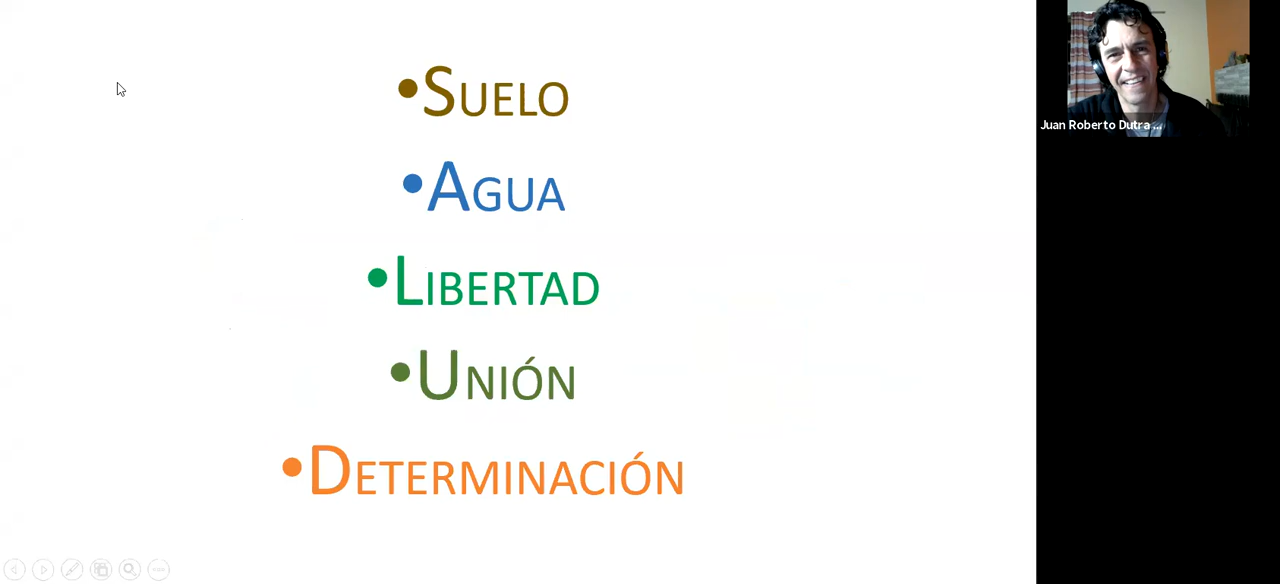 •Suelo
•Agua
•Libertad
•Unión
•Determinación
Juan Roberto Dutra ...